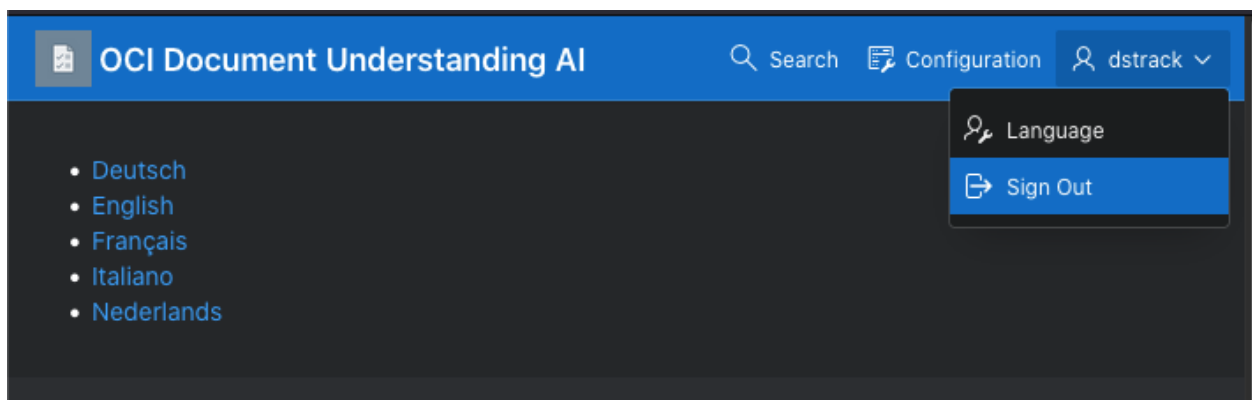 OCI Document Understanding AI Search Configuration dstrack
Language
Sign Out
Deutsch
English
Français
Italiano
Nederlands